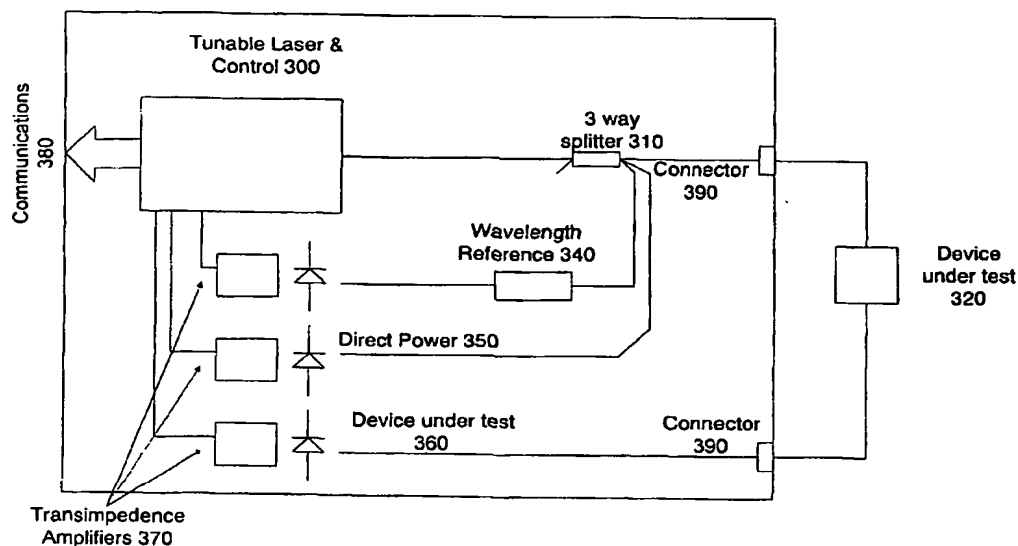 Tunable Laser &
Control 300
Communications
380
3 way
splitter 310
Connector
390
Wavelength
Reference 340
Device
under test
320
Direct Power 350
Device under test
360
Connector
390
Transimpedence
Amplifiers 370